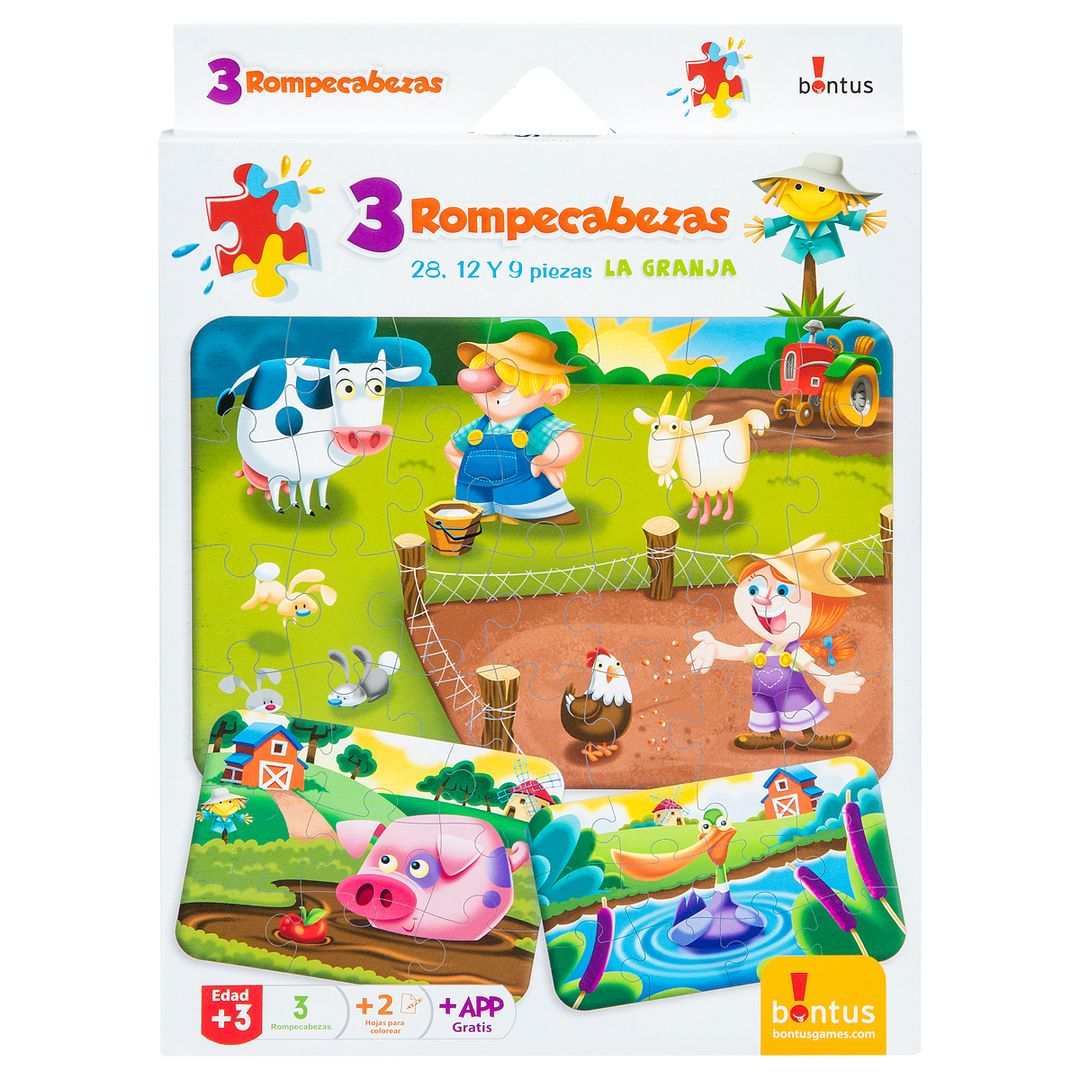 3 Rompecabezas
bontus
3 Rompecabezas
28, 12 Y 9 piezas LA GRANJA
Edad
+3
3
Rompecabezas.
+2
Hojas para
colorear
+APP
Gratis
bontus
bontusgames.com